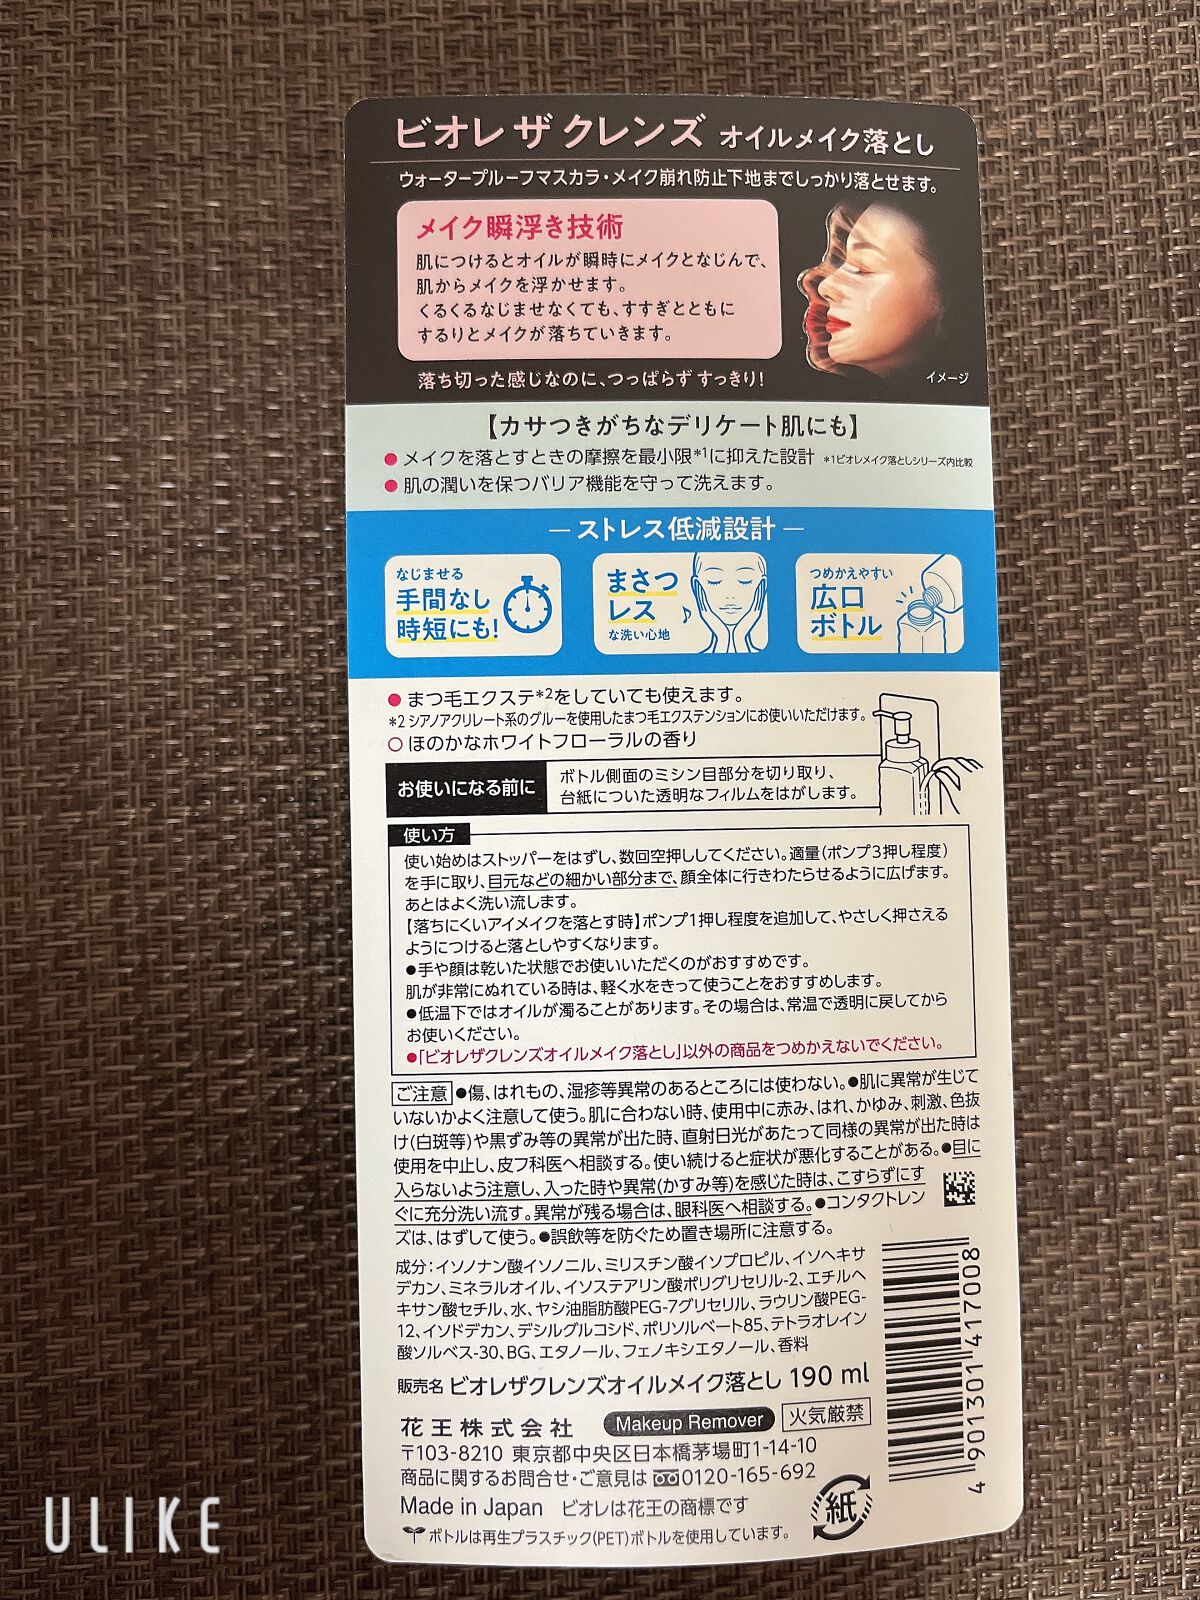 ビオレ ザ クレンズ オイルメイク落とし
ウォータープルーフマスカラ・メイク崩れ防止下地までしっかり落とせます。
メイク瞬浮き技術
肌につけるとオイルが瞬時にメイクとなじんで、
肌からメイクを浮かせます。
くるくるなじませなくても、すすぎとともに
するりとメイクが落ちていきます。
イメージ
落ち切った感じなのに、つっぱらず すっきり!
【カサつきがちなデリケート肌にも】
●メイクを落とすときの摩擦を最小限*1に抑えた設計 *1ビオレメイク落としシリーズ内比較
●肌の潤いを保つバリア機能を守って洗えます。
—ストレス低減設計—
なじませる
手間なし
時短にも!
まさつ
レス
な洗い心地
つめかえやすい
広口
ボトル
●まつ毛エクステ*2をしていても使えます。
*2 シアノアクリレート系のグルーを使用したまつ毛エクステンションにお使いいただけます。
○ほのかなホワイトフローラルの香り
お使いになる前に
ボトル側面のミシン目部分を切り取り、
台紙についた透明なフィルムをはがします。
使い方
使い始めはストッパーをはずし、数回空押ししてください。適量(ポンプ3押し程度)
を手に取り、目元などの細かい部分まで、顔全体に行きわたらせるように広げます。
あとはよく洗い流します。
【落ちにくいアイメイクを落とす時】ポンプ1押し程度を追加して、やさしく押さえる
ようにつけると落としやすくなります。
●手や顔は乾いた状態でお使いいただくのがおすすめです。
肌が非常にぬれている時は、軽く水をきって使うことをおすすめします。
●低温下ではオイルが濁ることがあります。その場合は、常温で透明に戻してから
お使いください。
●「ビオレザクレンズオイルメイク落とし」以外の商品をつめかえないでください。
ご注意 ●傷、はれもの、湿疹等異常のあるところには使わない。●肌に異常が生じて
いないかよく注意して使う。肌に合わない時、使用中に赤み、はれ、かゆみ、刺激、色抜
け(白斑等)や黒ずみ等の異常が出た時、直射日光があたって同様の異常が出た時は
使用を中止し、皮フ科医へ相談する。使い続けると症状が悪化することがある。●目に
入らないよう注意し、入った時や異常(かすみ等)を感じた時は、こすらずにす
ぐに充分洗い流す。異常が残る場合は、眼科医へ相談する。●コンタクトレン
ズは、はずして使う。●誤飲等を防ぐため置き場所に注意する。
成分:イソノナン酸イソノニル、ミリスチン酸イソプロピル、イソヘキサ
デカン、ミネラルオイル、イソステアリン酸ポリグリセリル-2、エチルヘ
キサン酸セチル、水、ヤシ油脂肪酸PEG-7グリセリル、ラウリン酸PEG-
12、イソドデカン、デシルグルコシド、ポリソルベート85、テトラオレイン
酸ソルベス-30、BG、エタノール、フェノキシエタノール、香料
販売名 ビオレザクレンズオイルメイク落とし 190 ml
花王株式会社 Makeup Remover 火気厳禁
〒103-8210 東京都中央区日本橋茅場町1-14-10
商品に関するお問合せ・ご意見は 0120-165-692
Made in Japan ビオレは花王の商標です
ボトルは再生プラスチック(PET)ボトルを使用しています。
紙
4 901301 417008
ULIKE